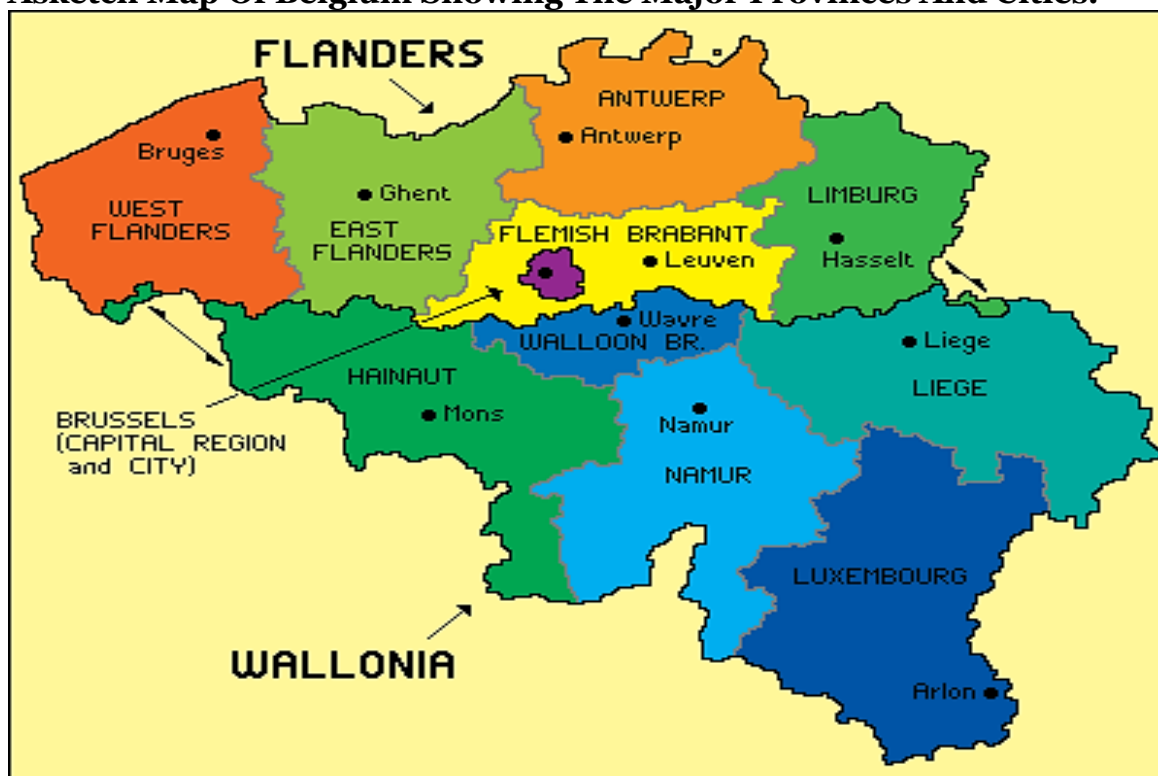 Asketch Map Of Belgium Showing The Major Provinces And Cities.
FLANDERS
ANTWERP
Antwerp
Bruges
WEST
FLANDERS
Ghent
EAST
FLANDERS
LIMBURG
Hasselt
FLEMISH BRABANT
Leuven
Wavre
WALLOON BR.
Liege
LIEGE
HAINAUT
Mons
BRUSSELS
(CAPITAL REGION
and CITY)
Namur
NAMUR
LUXEMBOURG
WALLONIA
Arlon